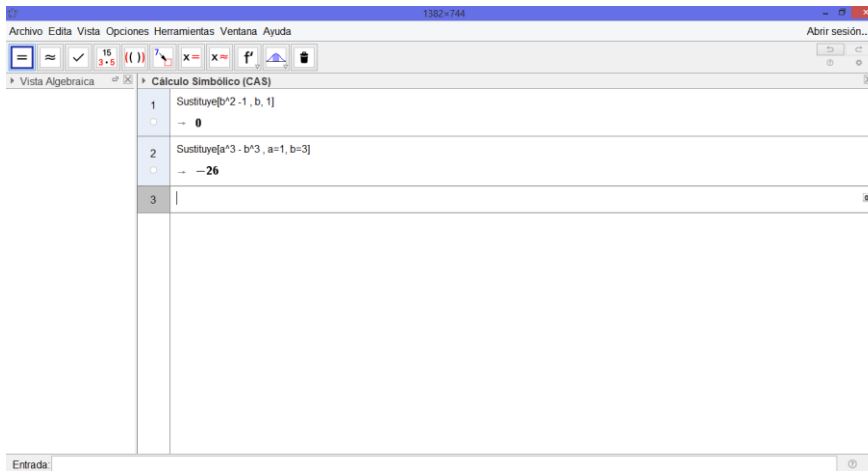 1382×744
Archivo Edita Vista Opciones Herramientas Ventana Ayuda
Abrir sesión...
= ≈ ✓ 15 3·5 (( )) 7 x= x≈ f'
Vista Algebraica
Cálculo Simbólico (CAS)
1
Sustituye[b^2 -1 , b, 1]
→ 0
2
Sustituye[a^3 - b^3 , a=1, b=3]
→ −26
3
Entrada: